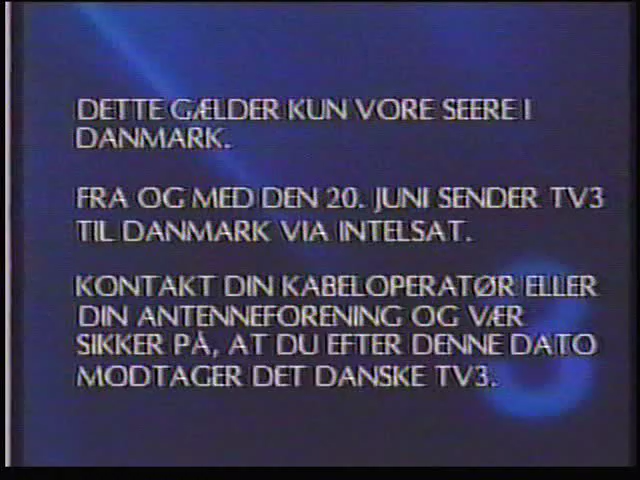 DETTE GÆLDER KUN VORE SEERE I
DANMARK.
FRA OG MED DEN 20. JUNI SENDER TV3
TIL DANMARK VIA INTELSAT.
KONTAKT DIN KABELOPERATØR ELLER
DIN ANTENNEFORENING OG VÆR
SIKKER PÅ, AT DU EFTER DENNE DATO
MODTAGER DET DANSKE TV3.